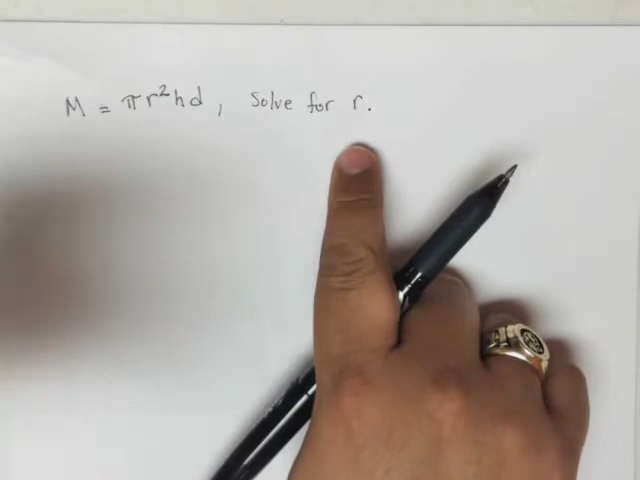 M = πr²hd, Solve for r.